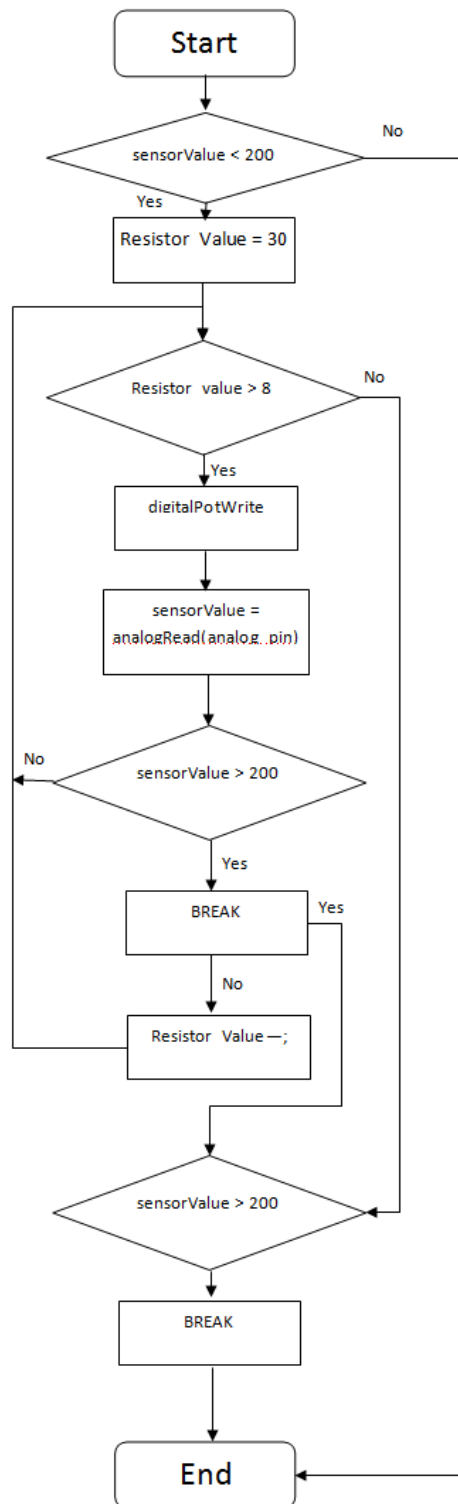 Start
sensorValue < 200
No
Yes
Resistor Value = 30
Resistor value > 8
No
Yes
digitalPotWrite
sensorValue =
analogRead(analog_pin)
sensorValue > 200
No
Yes
BREAK
Yes
No
Resistor Value—;
sensorValue > 200
BREAK
End